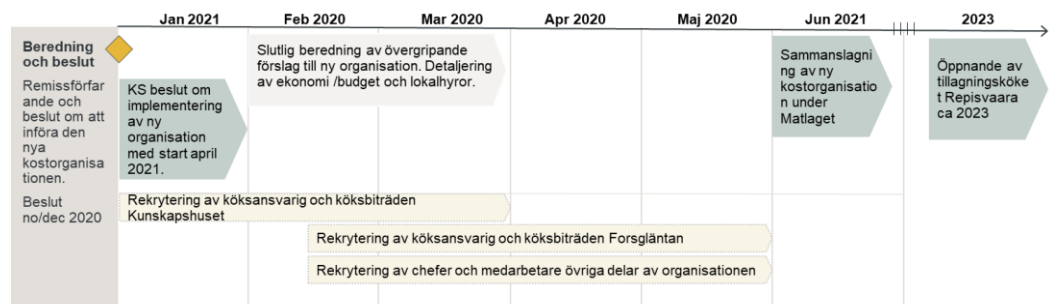 Jan 2021
Feb 2020
Mar 2020
Apr 2020
Maj 2020
Jun 2021
2023
Beredning
och beslut
Remissförfar
ande och
beslut om att
införa den
nya
kostorganisa
tionen.
Beslut
no/dec 2020
KS beslut om
implementering
av ny
organisation
med start april
2021.
Slutlig beredning av övergripande
förslag till ny organisation. Detaljering
av ekonomi /budget och lokalhyror.
Sammanslagni
ng av ny
kostorganisatio
n under
Matlaget
Öppnande av
tillagningsköke
t Repisvaara
ca 2023
Rekrytering av köksansvarig och köksbiträden
Kunskapshuset
Rekrytering av köksansvarig och köksbiträden Forsgläntan
Rekrytering av chefer och medarbetare övriga delar av organisationen